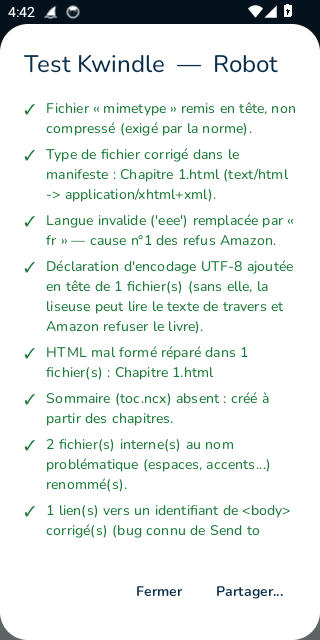 4:42
Test Kwindle — Robot
✓ Fichier « mimetype » remis en tête, non
compressé (exigé par la norme).
✓ Type de fichier corrigé dans le
manifeste : Chapitre 1.html (text/html
-> application/xhtml+xml).
✓ Langue invalide ('eee') remplacée par «
fr » — cause n°1 des refus Amazon.
✓ Déclaration d'encodage UTF-8 ajoutée
en tête de 1 fichier(s) (sans elle, la
liseuse peut lire le texte de travers et
Amazon refuser le livre).
✓ HTML mal formé réparé dans 1
fichier(s) : Chapitre 1.html
✓ Sommaire (toc.ncx) absent : créé à
partir des chapitres.
✓ 2 fichier(s) interne(s) au nom
problématique (espaces, accents...)
renommé(s).
✓ 1 lien(s) vers un identifiant de <body>
corrigé(s) (bug connu de Send to
Fermer
Partager...